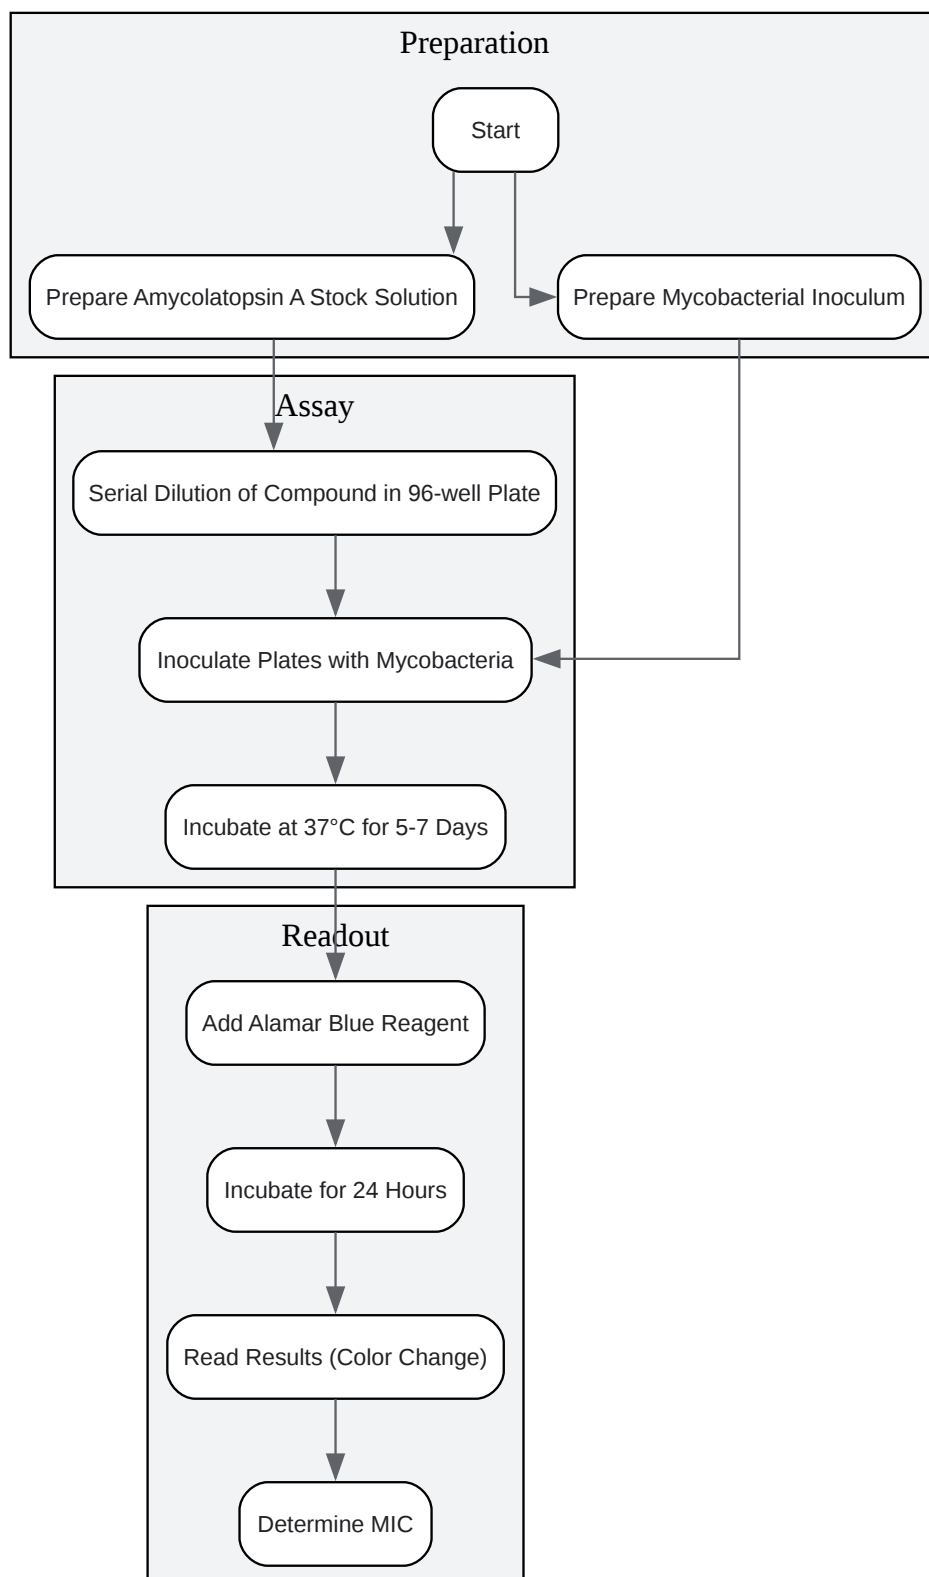 Preparation
Start
Prepare Amycolatopsin A Stock Solution
Prepare Mycobacterial Inoculum
Assay
Serial Dilution of Compound in 96-well Plate
Inoculate Plates with Mycobacteria
Incubate at 37°C for 5-7 Days
Readout
Add Alamar Blue Reagent
Incubate for 24 Hours
Read Results (Color Change)
Determine MIC